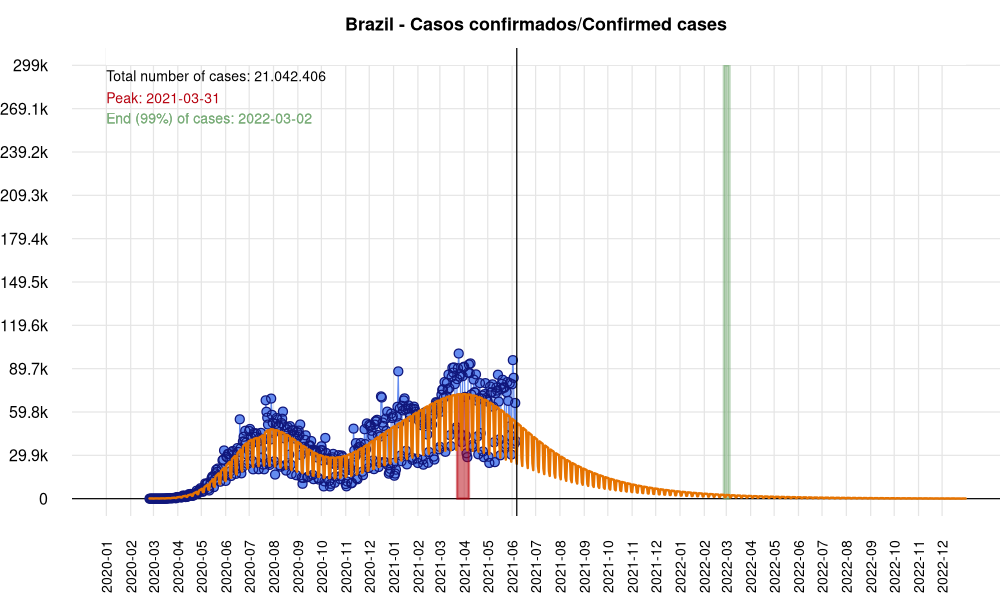 Brazil - Casos confirmados/Confirmed cases
299k
Total number of cases: 21.042.406
Peak: 2021-03-31
End (99%) of cases: 2022-03-02
269.1k
239.2k
209.3k
179.4k
149.5k
119.6k
89.7k
59.8k
29.9k
0
2020-01
2020-02
2020-03
2020-04
2020-05
2020-06
2020-07
2020-08
2020-09
2020-10
2020-11
2020-12
2021-01
2021-02
2021-03
2021-04
2021-05
2021-06
2021-07
2021-08
2021-09
2021-10
2021-11
2021-12
2022-01
2022-02
2022-03
2022-04
2022-05
2022-06
2022-07
2022-08
2022-09
2022-10
2022-11
2022-12